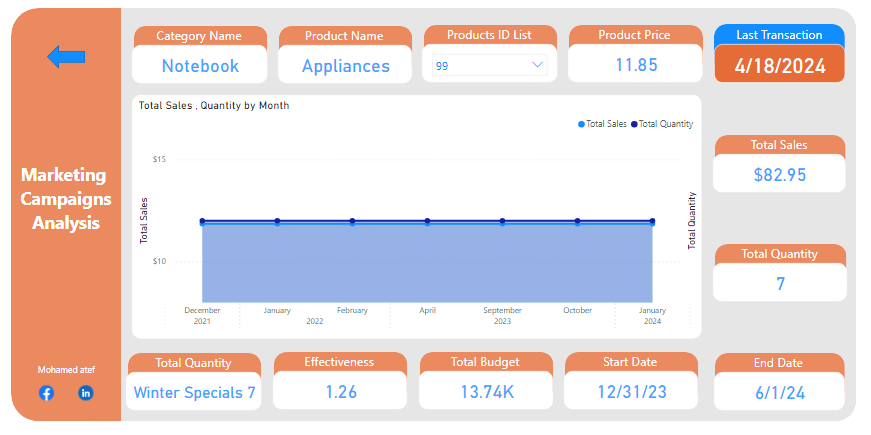 Marketing
Campaigns
Analysis
Mohamed atef
in
Category Name
Notebook
Product Name
Appliances
Products ID List
99
Product Price
11.85
Last Transaction
4/18/2024
Total Sales , Quantity by Month
Total Sales Total Quantity
$15
$10
Total Sales
Total Quantity
December January February April September October January
2021 2022 2023 2024
Total Sales
$82.95
Total Quantity
7
Total Quantity
Winter Specials 7
Effectiveness
1.26
Total Budget
13.74K
Start Date
12/31/23
End Date
6/1/24